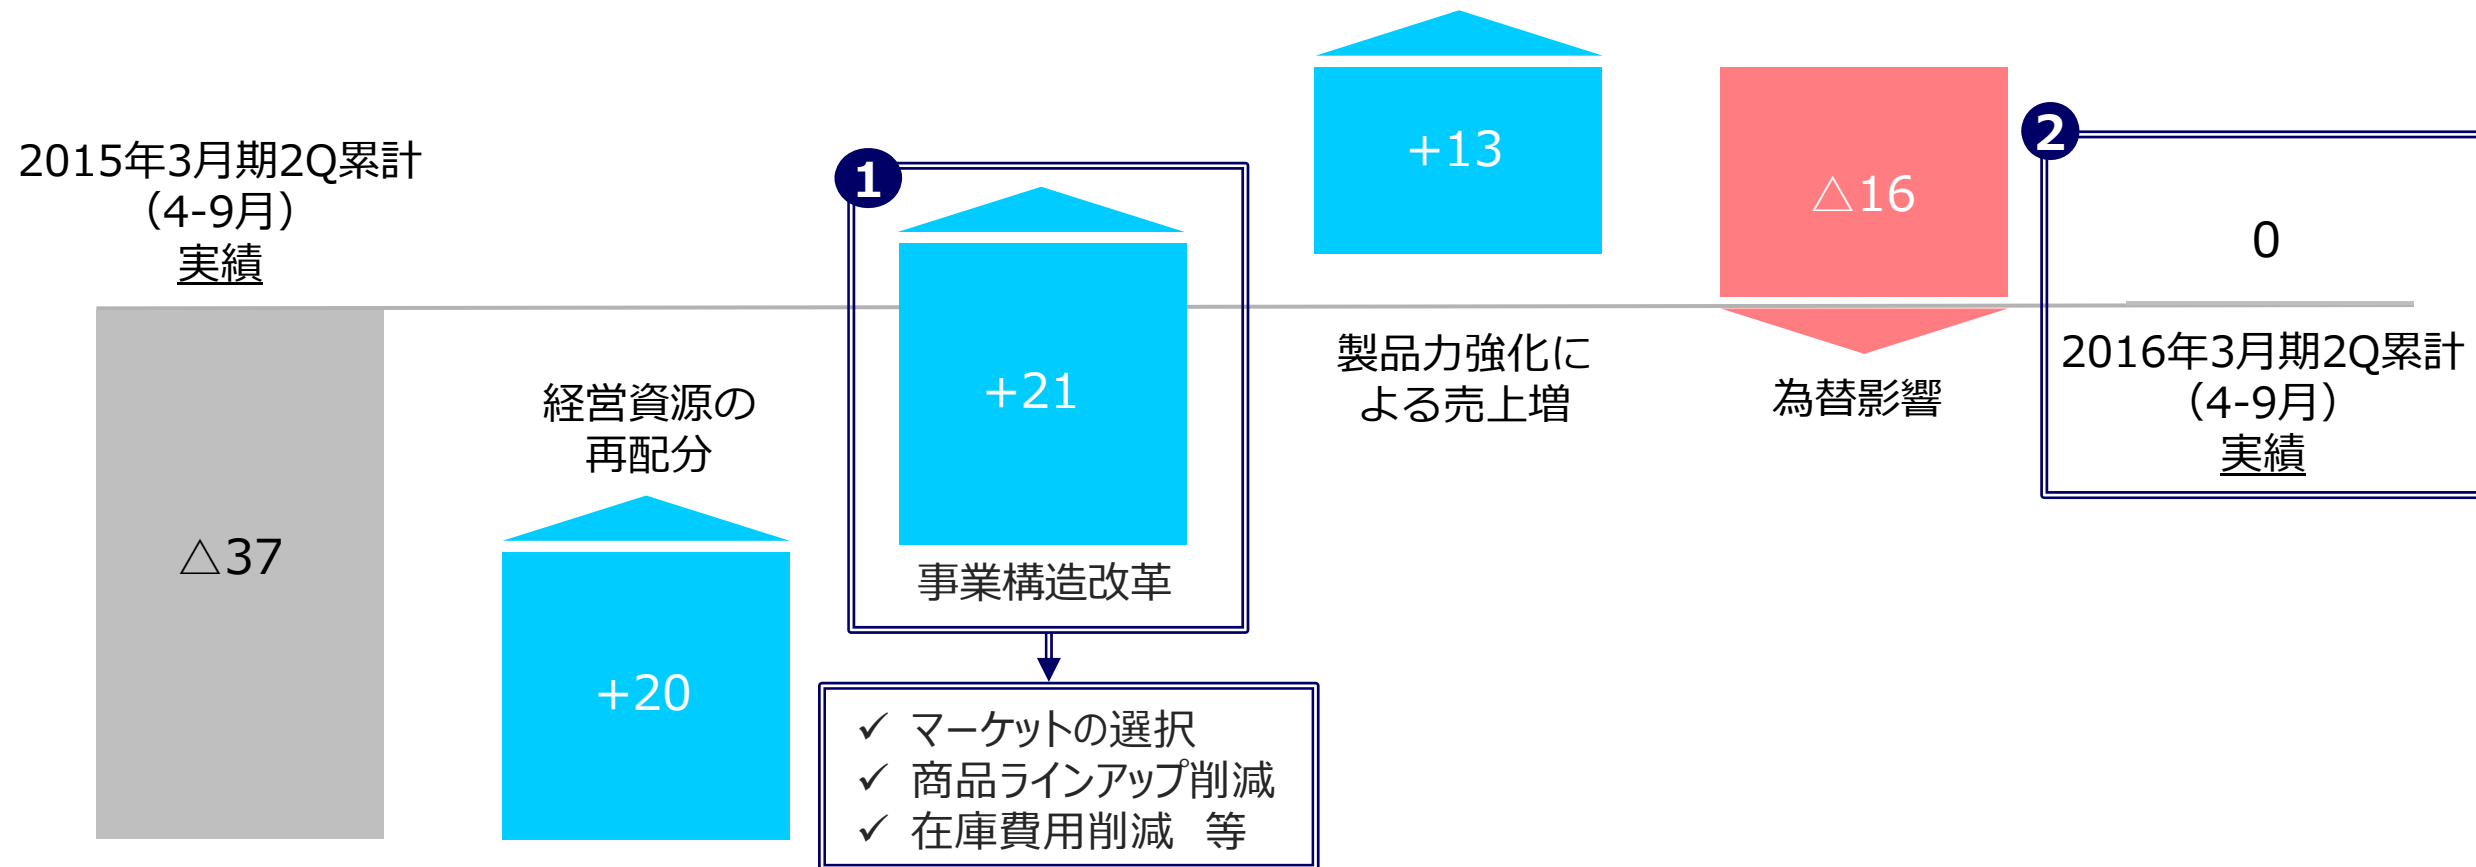 2015年3月期2Q累計
（4-9月）
実績
△37
経営資源の
再配分
+20
1
+21
事業構造改革
✓ マーケットの選択
✓ 商品ラインアップ削減
✓ 在庫費用削減　等
+13
製品力強化に
よる売上増
△16
為替影響
2
0
2016年3月期2Q累計
（4-9月）
実績